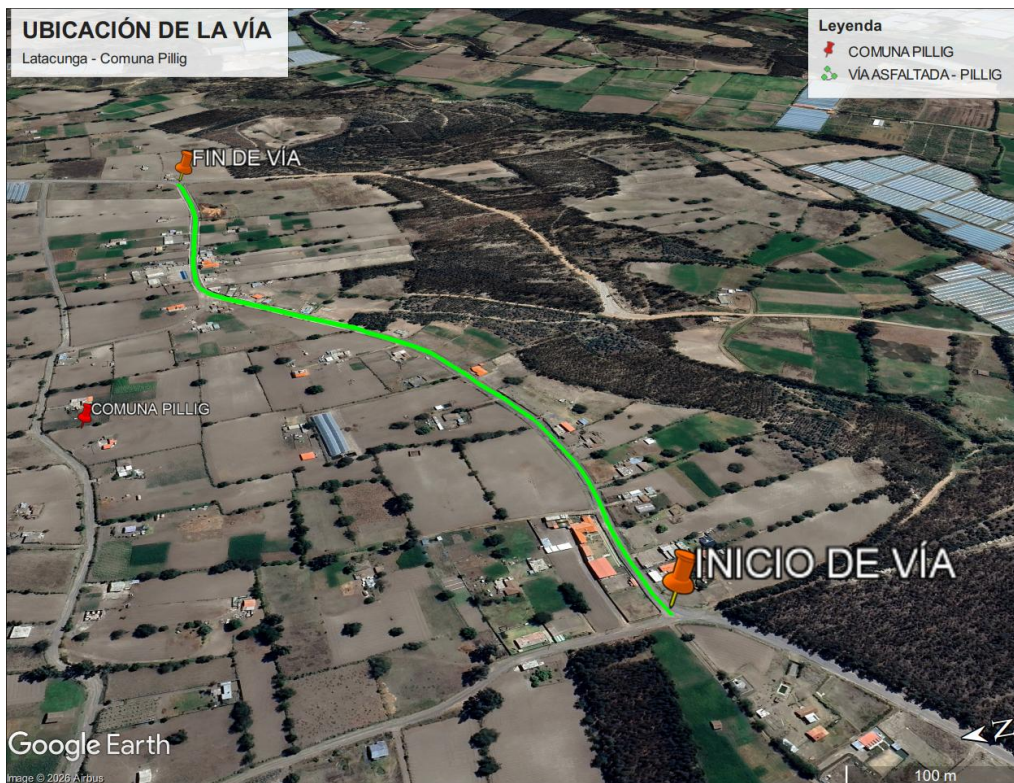 UBICACIÓN DE LA VÍA
Latacunga - Comuna Pillig
Leyenda
COMUNA PILLIG
VÍA ASFALTADA - PILLIG
FIN DE VÍA
COMUNA PILLIG
INICIO DE VÍA
N
Google Earth
Image © 2026 Airbus
100 m